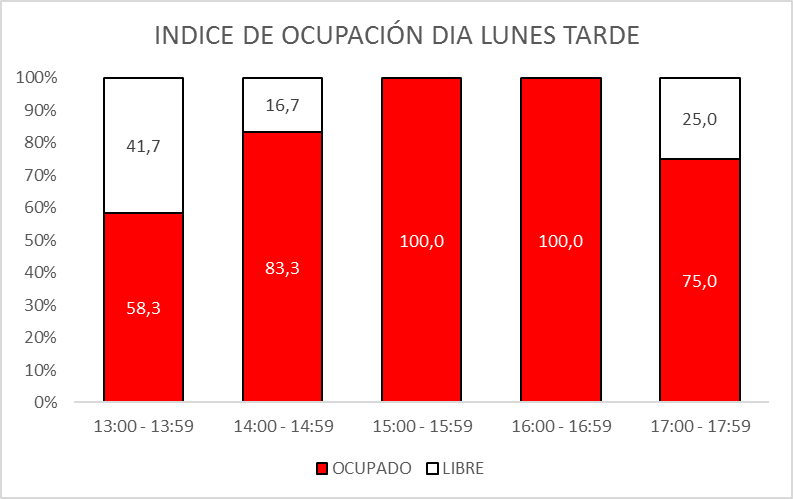 INDICE DE OCUPACIÓN DIA LUNES TARDE
100%
90%
80%
70%
60%
50%
40%
30%
20%
10%
0%
41,7
16,7
25,0
58,3
83,3
100,0
100,0
75,0
13:00 - 13:59
14:00 - 14:59
15:00 - 15:59
16:00 - 16:59
17:00 - 17:59
OCUPADO
LIBRE